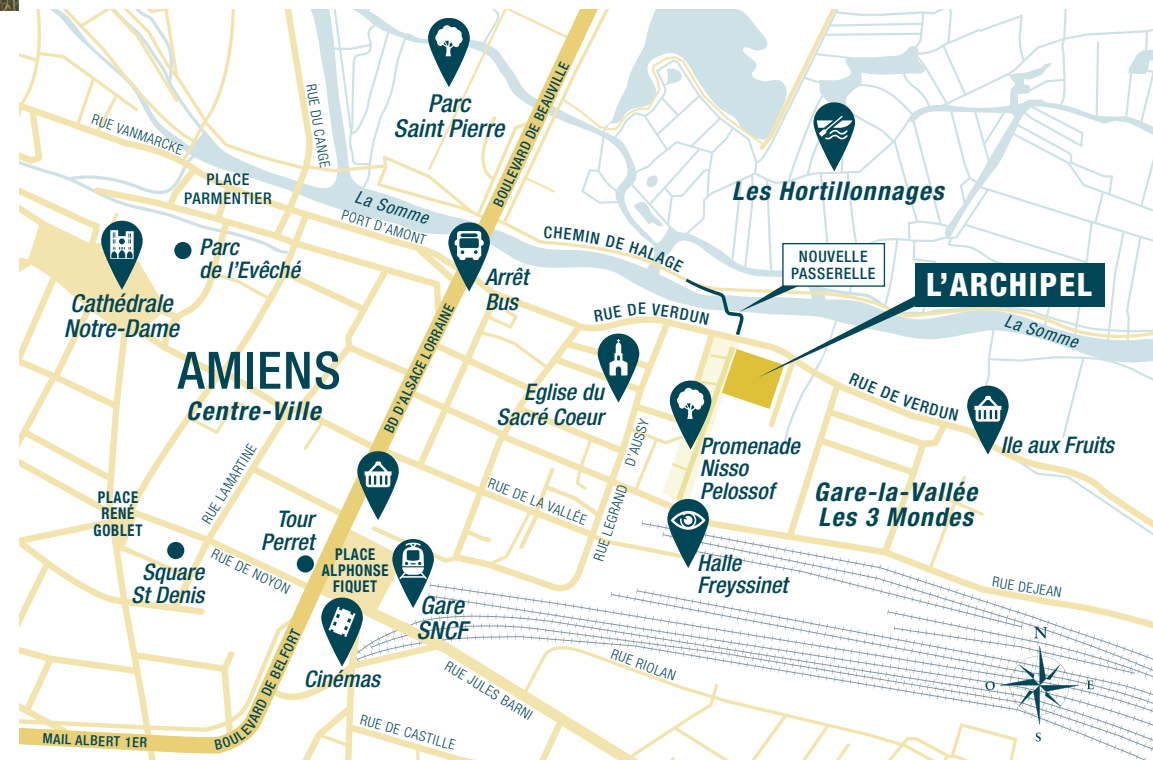 Parc
Saint Pierre
BOULEVARD DE BEAUVILLE
RUE DU CANGE
RUE VANMARCKE
PLACE
PARMENTIER
La Somme
PORT D'AMONT
Les Hortillonnages
CHEMIN DE HALAGE
NOUVELLE
PASSERELLE
L'ARCHIPEL
La Somme
Parc
de l'Evêché
Cathédrale
Notre-Dame
Arrêt
Bus
RUE DE VERDUN
AMIENS
Centre-Ville
BD D'ALSACE LORRAINE
Eglise du
Sacré Coeur
RUE DE VERDUN
Ile aux Fruits
Promenade
Nisso
Pelossof
RUE LEGRAND D'AUSSY
Gare-la-Vallée
Les 3 Mondes
RUE DE LA VALLÉE
RUE LAMARTINE
PLACE
RENÉ
GOBLET
Tour
Perret
Square
St Denis
RUE DE NOYON
PLACE
ALPHONSE
FIQUET
Gare
SNCF
Halle
Freyssinet
RUE DEJEAN
Cinémas
RUE JULES BARNI
RUE RIOLAN
RUE DE CASTILLE
BOULEVARD DE BELFORT
MAIL ALBERT 1ER
N
O
E
S